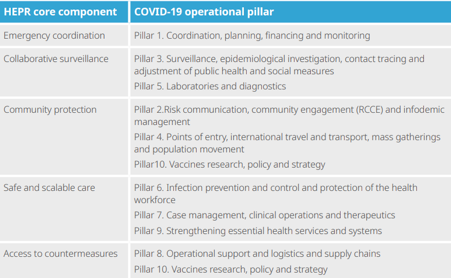 HEPR core component COVID-19 operational pillar
Emergency coordination Pillar 1. Coordination, planning, financing and monitoring
Collaborative surveillance Pillar 3. Surveillance, epidemiological investigation, contact tracing and
adjustment of public health and social measures
Pillar 5. Laboratories and diagnostics
Community protection Pillar 2.Risk communication, community engagement (RCCE) and infodemic
management
Pillar 4. Points of entry, international travel and transport, mass gatherings
and population movement
Pillar10. Vaccines research, policy and strategy
Safe and scalable care Pillar 6. Infection prevention and control and protection of the health
workforce
Pillar 7. Case management, clinical operations and therapeutics
Pillar 9. Strengthening essential health services and systems
Access to countermeasures Pillar 8. Operational support and logistics and supply chains
Pillar 10. Vaccines research, policy and strategy